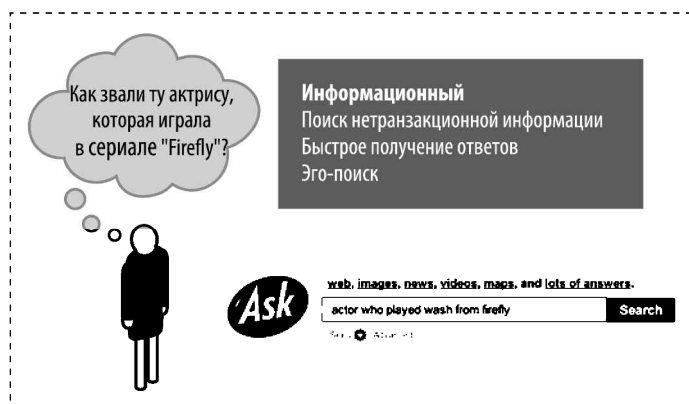 Как звали ту актрису,
которая играла
в сериале "Firefly"?
Информационный
Поиск нетранзакционной информации
Быстрое получение ответов
Эго-поиск
Ask
web, images, news, videos, maps, and lots of answers.
actor who played wash from firefly
Search